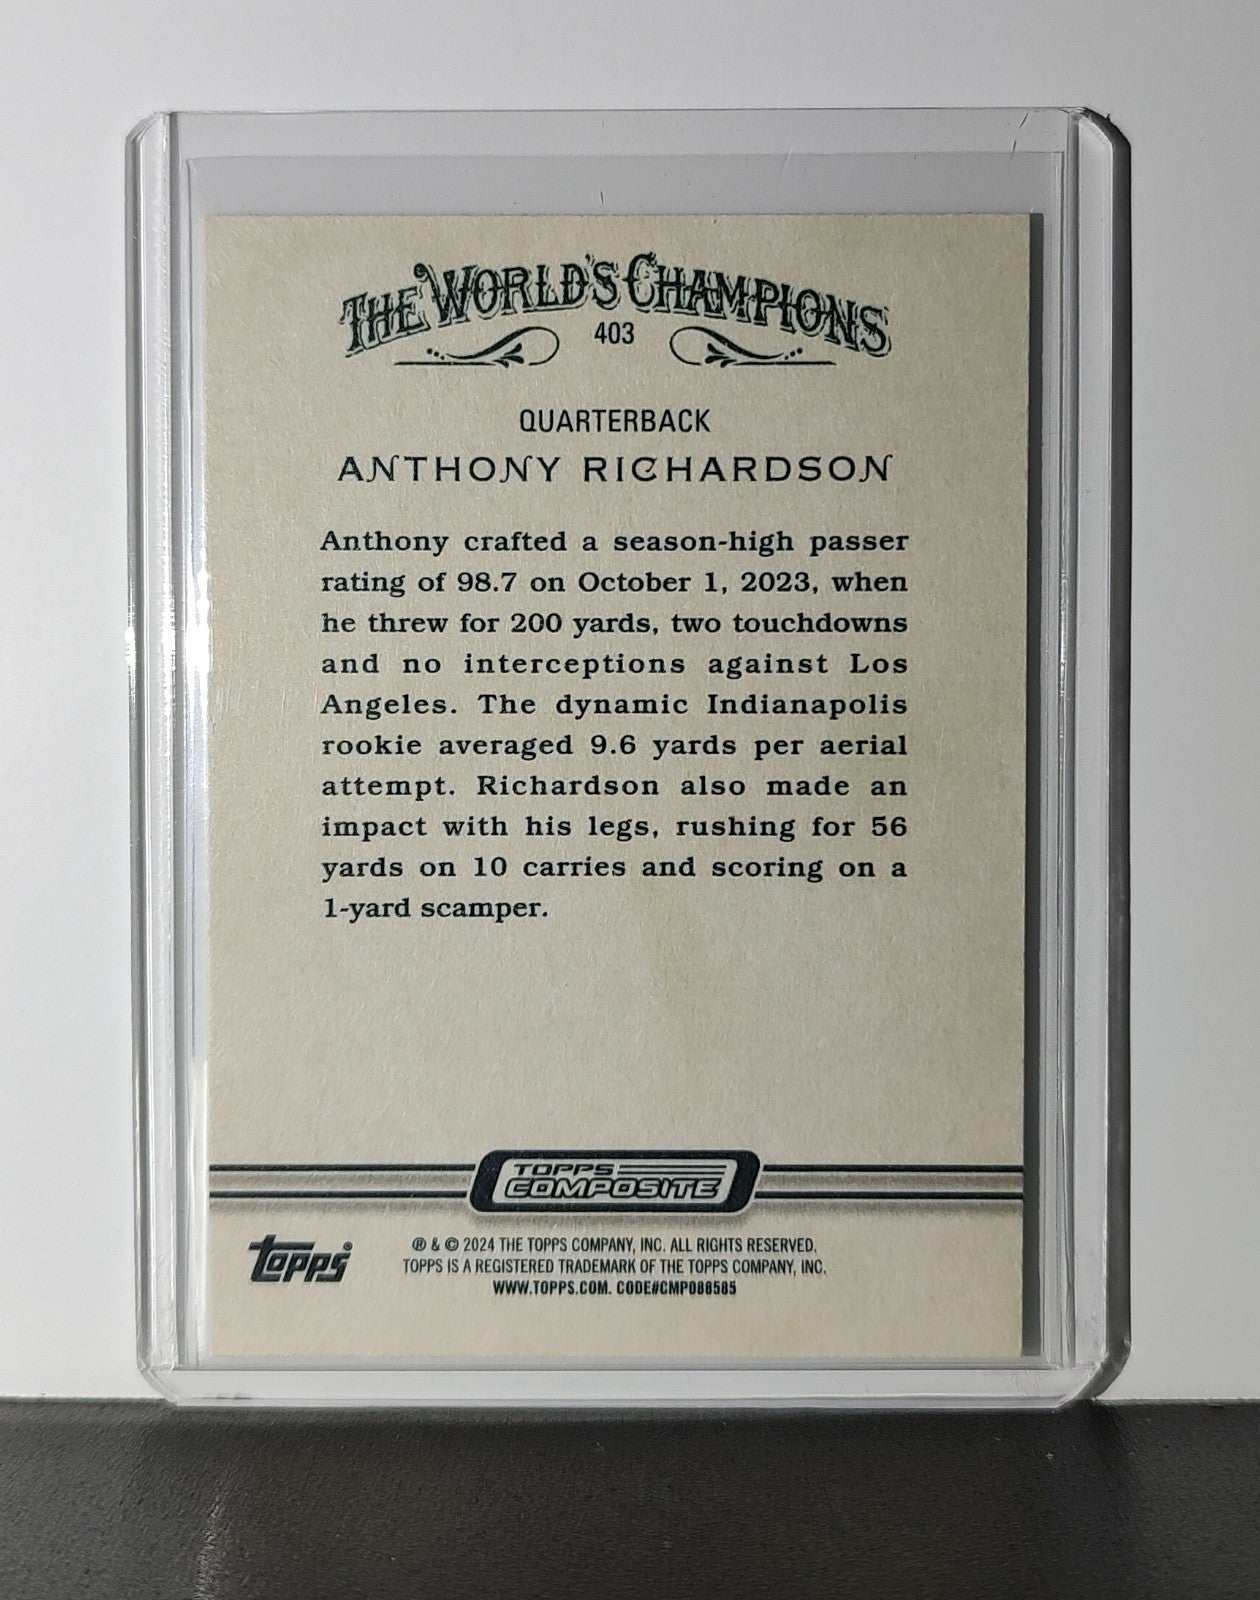 THE WORLD'S CHAMPIONS
403
QUARTERBACK
ANTHONY RICHARDSON
Anthony crafted a season-high passer
rating of 98.7 on October 1, 2023, when
he threw for 200 yards, two touchdowns
and no interceptions against Los
Angeles. The dynamic Indianapolis
rookie averaged 9.6 yards per aerial
attempt. Richardson also made an
impact with his legs, rushing for 56
yards on 10 carries and scoring on a
1-yard scamper.
TOPPS
COMPOSITE
topps®
® & © 2024 THE TOPPS COMPANY, INC. ALL RIGHTS RESERVED.
TOPPS IS A REGISTERED TRADEMARK OF THE TOPPS COMPANY, INC.
WWW.TOPPS.COM. CODE#CMP088585